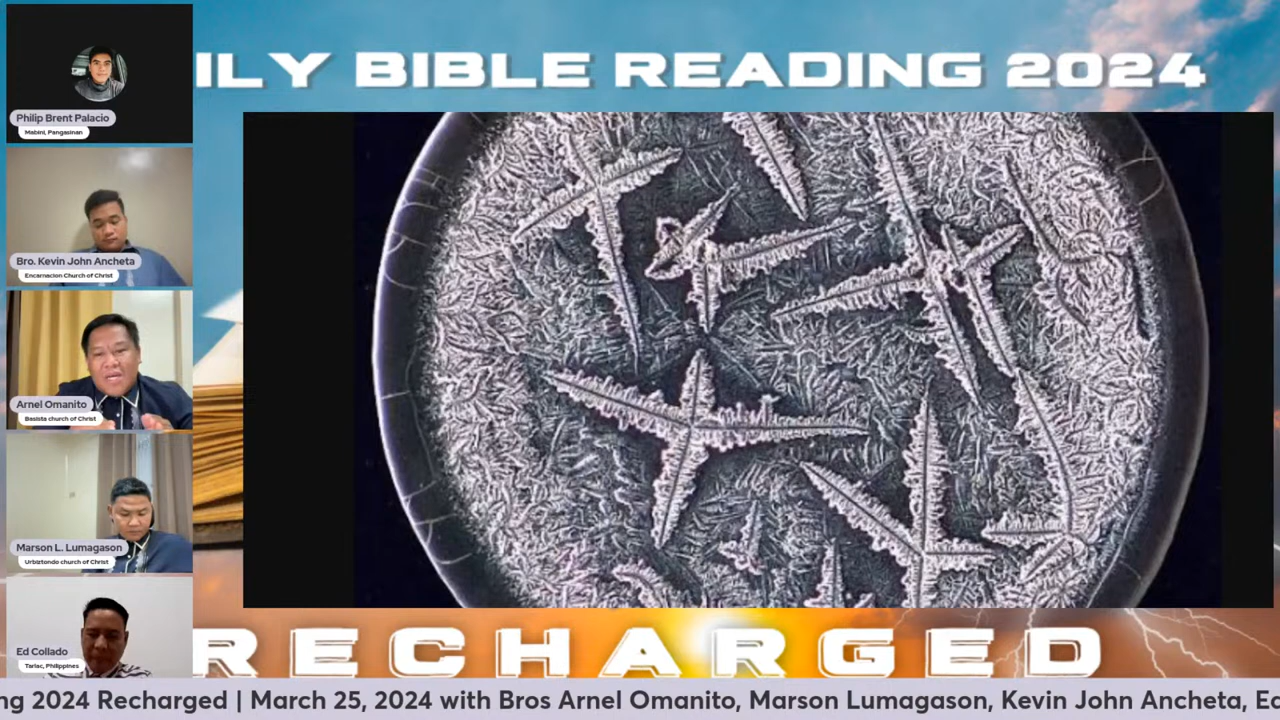 ILY BIBLE READING 2024
Philip Brent Palacio
Mabini, Pangasinan
Bro. Kevin John Ancheta
Encarnacion Church of Christ
Arnel Omanito
Basista church of Christ
Marson L. Lumagason
Urbiztondo church of Christ
Ed Collado
Tarlac, Philippines
RECHARGED
ng 2024 Recharged | March 25, 2024 with Bros Arnel Omanito, Marson Lumagason, Kevin John Ancheta, Ed